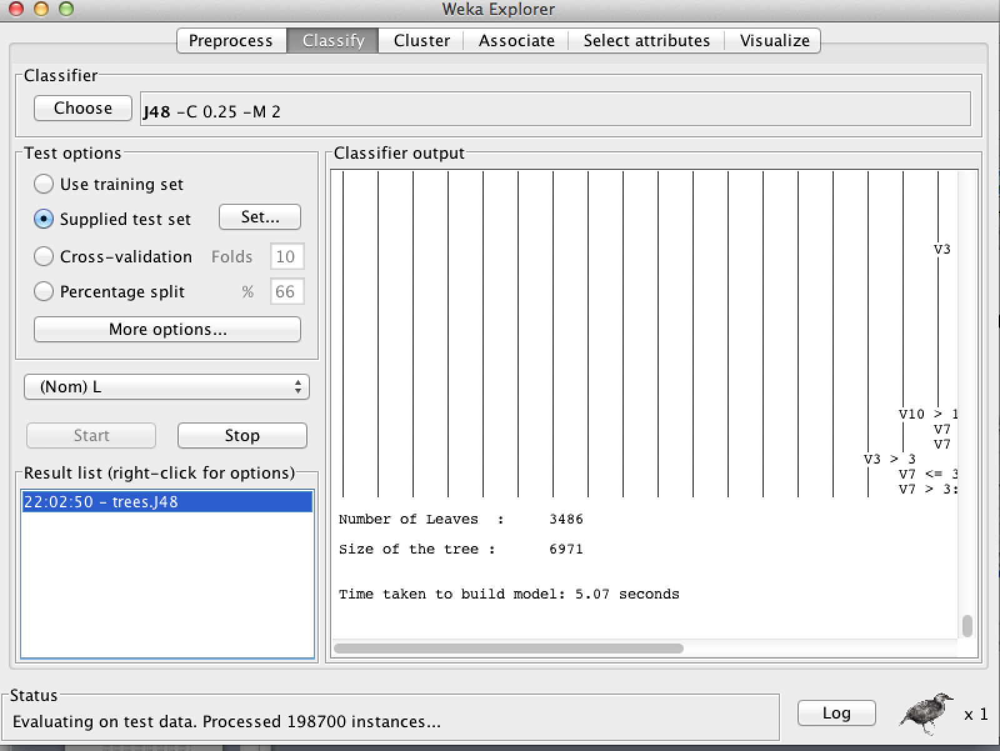 Weka Explorer
Preprocess Classify Cluster Associate Select attributes Visualize
Classifier
Choose J48 -C 0.25 -M 2
Test options
Use training set
Supplied test set Set...
Cross-validation Folds 10
Percentage split % 66
More options...
(Nom) L
Start Stop
Result list (right-click for options)
22:02:50 - trees.J48
Classifier output
V3
V10 > 1
V7
V7
V3 > 3
V7 <= 3
V7 > 3:
Number of Leaves : 3486
Size of the tree : 6971
Time taken to build model: 5.07 seconds
Status
Evaluating on test data. Processed 198700 instances...
Log x 1